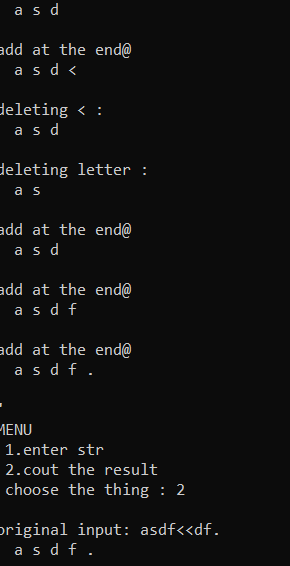 a s d
add at the end@
a s d <
deleting < :
a s d
deleting letter :
a s
add at the end@
a s d
add at the end@
a s d f
add at the end@
a s d f .
MENU
1.enter str
2.cout the result
choose the thing : 2
original input: asdf<<df.
a s d f .